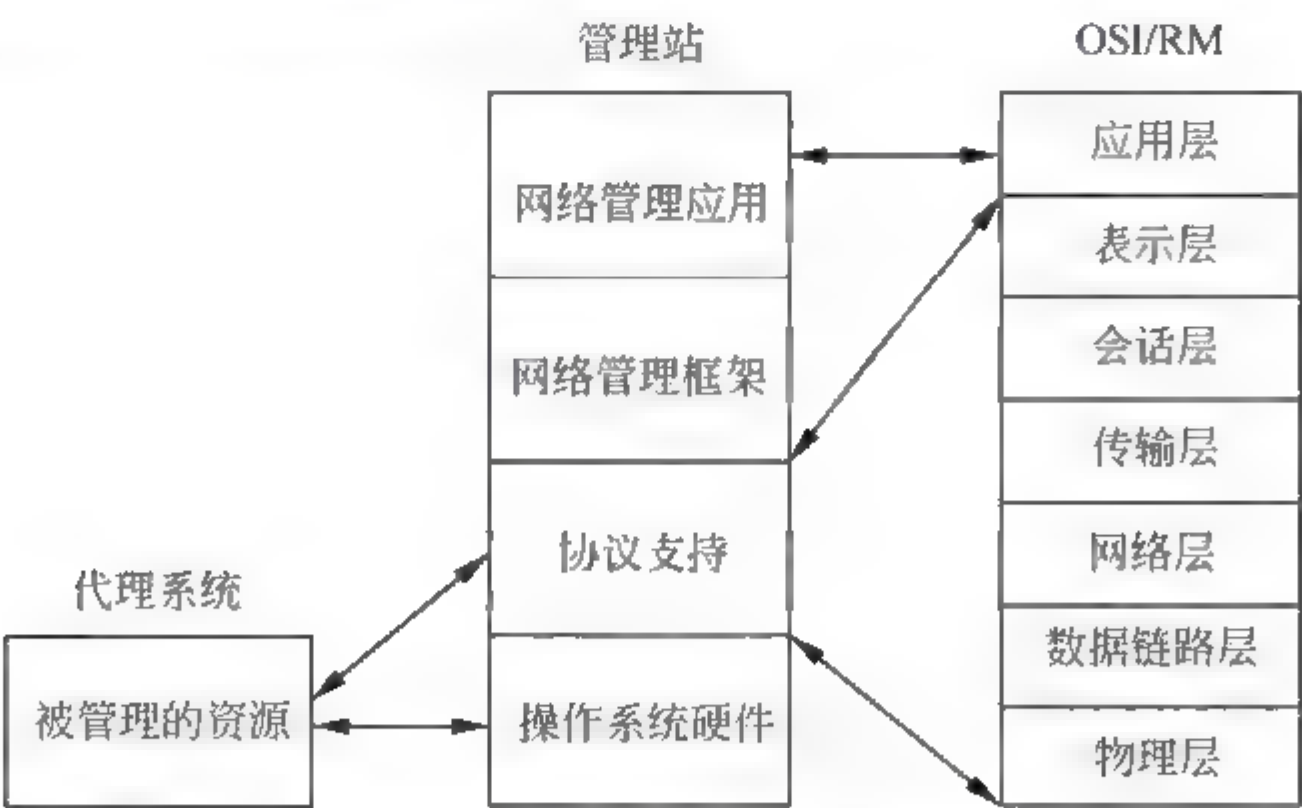 管理站
OSI/RM
网络管理应用
网络管理框架
协议支持
操作系统硬件
代理系统
被管理的资源
应用层
表示层
会话层
传输层
网络层
数据链路层
物理层